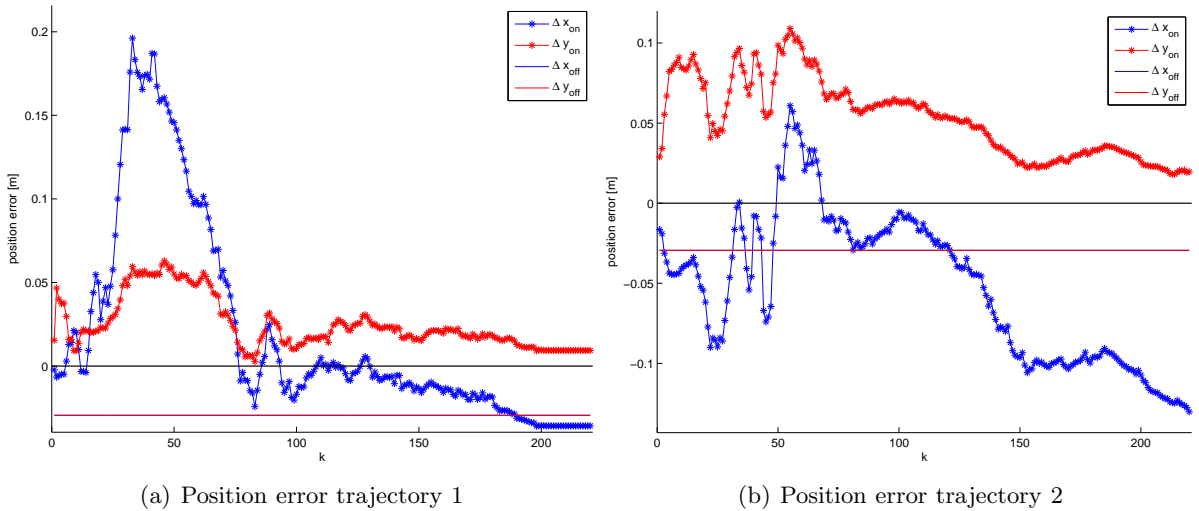 0.2
0.15
0.1
0.05
0
position error [m]
0
50
100
150
200
k
Δ x_on
Δ y_on
Δ x_off
Δ y_off
(a) Position error trajectory 1
0.1
0.05
0
−0.05
−0.1
position error [m]
0
50
100
150
200
k
Δ x_on
Δ y_on
Δ x_off
Δ y_off
(b) Position error trajectory 2